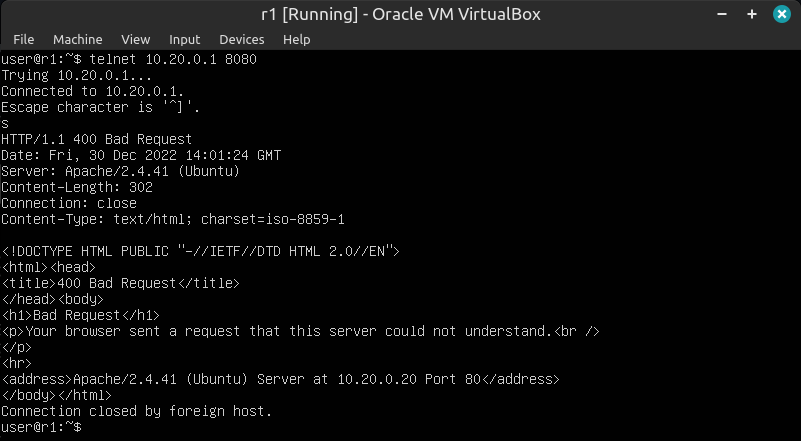 r1 [Running] - Oracle VM VirtualBox
File Machine View Input Devices Help
user@r1:~$ telnet 10.20.0.1 8080
Trying 10.20.0.1...
Connected to 10.20.0.1.
Escape character is '^]'.
s
HTTP/1.1 400 Bad Request
Date: Fri, 30 Dec 2022 14:01:24 GMT
Server: Apache/2.4.41 (Ubuntu)
Content-Length: 302
Connection: close
Content-Type: text/html; charset=iso-8859-1

<!DOCTYPE HTML PUBLIC "-//IETF//DTD HTML 2.0//EN">
<html><head>
<title>400 Bad Request</title>
</head><body>
<h1>Bad Request</h1>
<p>Your browser sent a request that this server could not understand.<br />
</p>
<hr>
<address>Apache/2.4.41 (Ubuntu) Server at 10.20.0.20 Port 80</address>
</body></html>
Connection closed by foreign host.
user@r1:~$